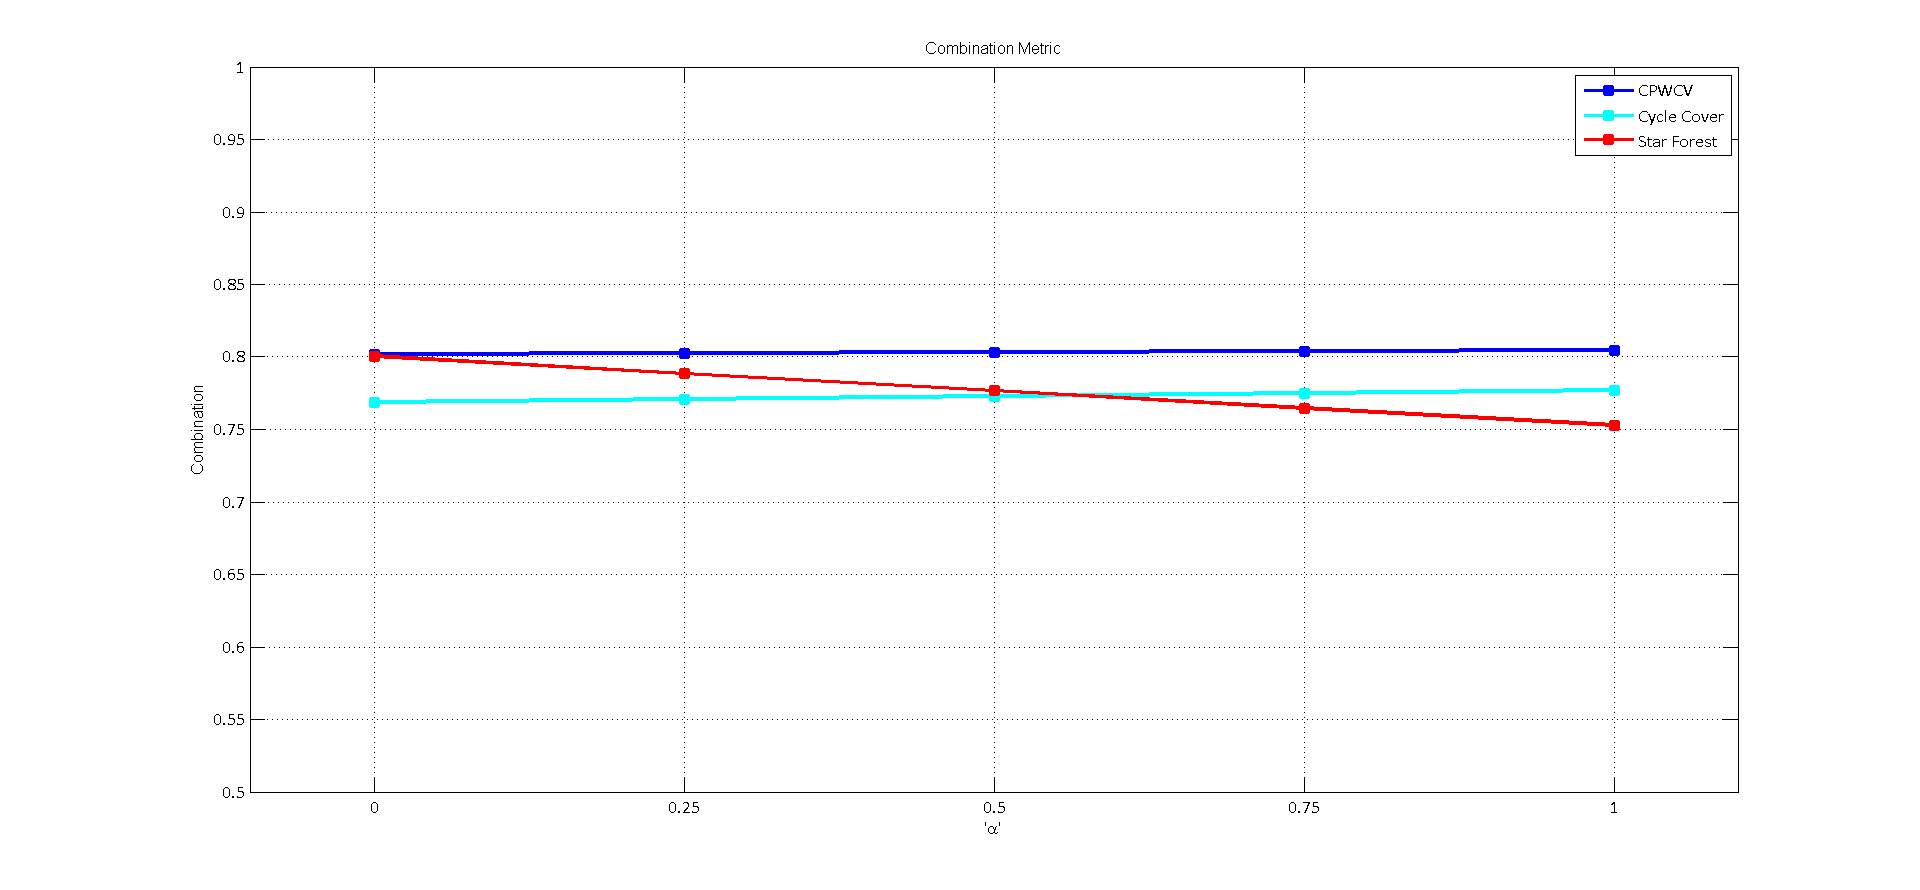 Combination Metric
1
0.95
0.9
0.85
0.8
0.75
0.7
0.65
0.6
0.55
0.5
Combination
CPWCV
Cycle Cover
Star Forest
0 0.25 0.5 0.75 1
'α'